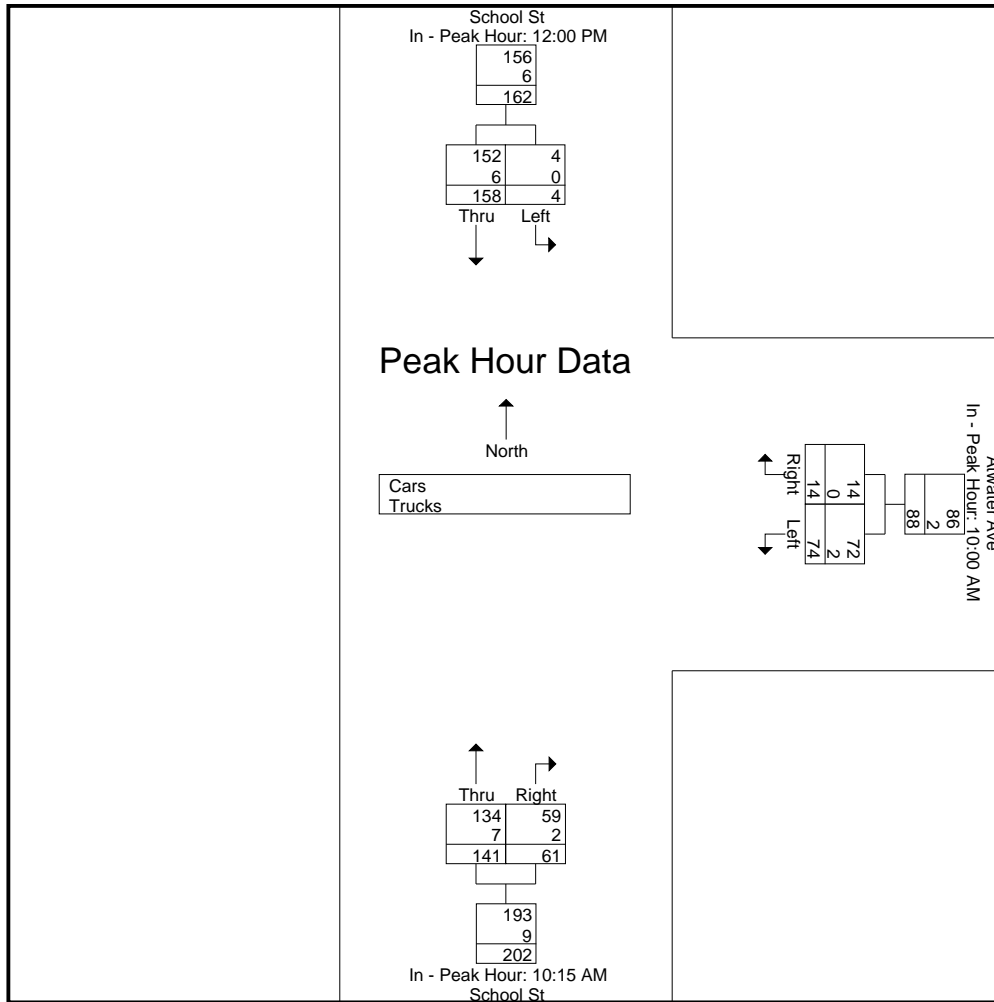 School St
In - Peak Hour: 12:00 PM
156
6
162
152 4
6 0
158 4
Thru Left
Peak Hour Data
North
Cars
Trucks
Right
14 0 14
Left
74 2 72
88 2 86
In - Peak Hour: 10:00 AM
Atwater Ave
Thru Right
134 59
7 2
141 61
193
9
202
In - Peak Hour: 10:15 AM
School St